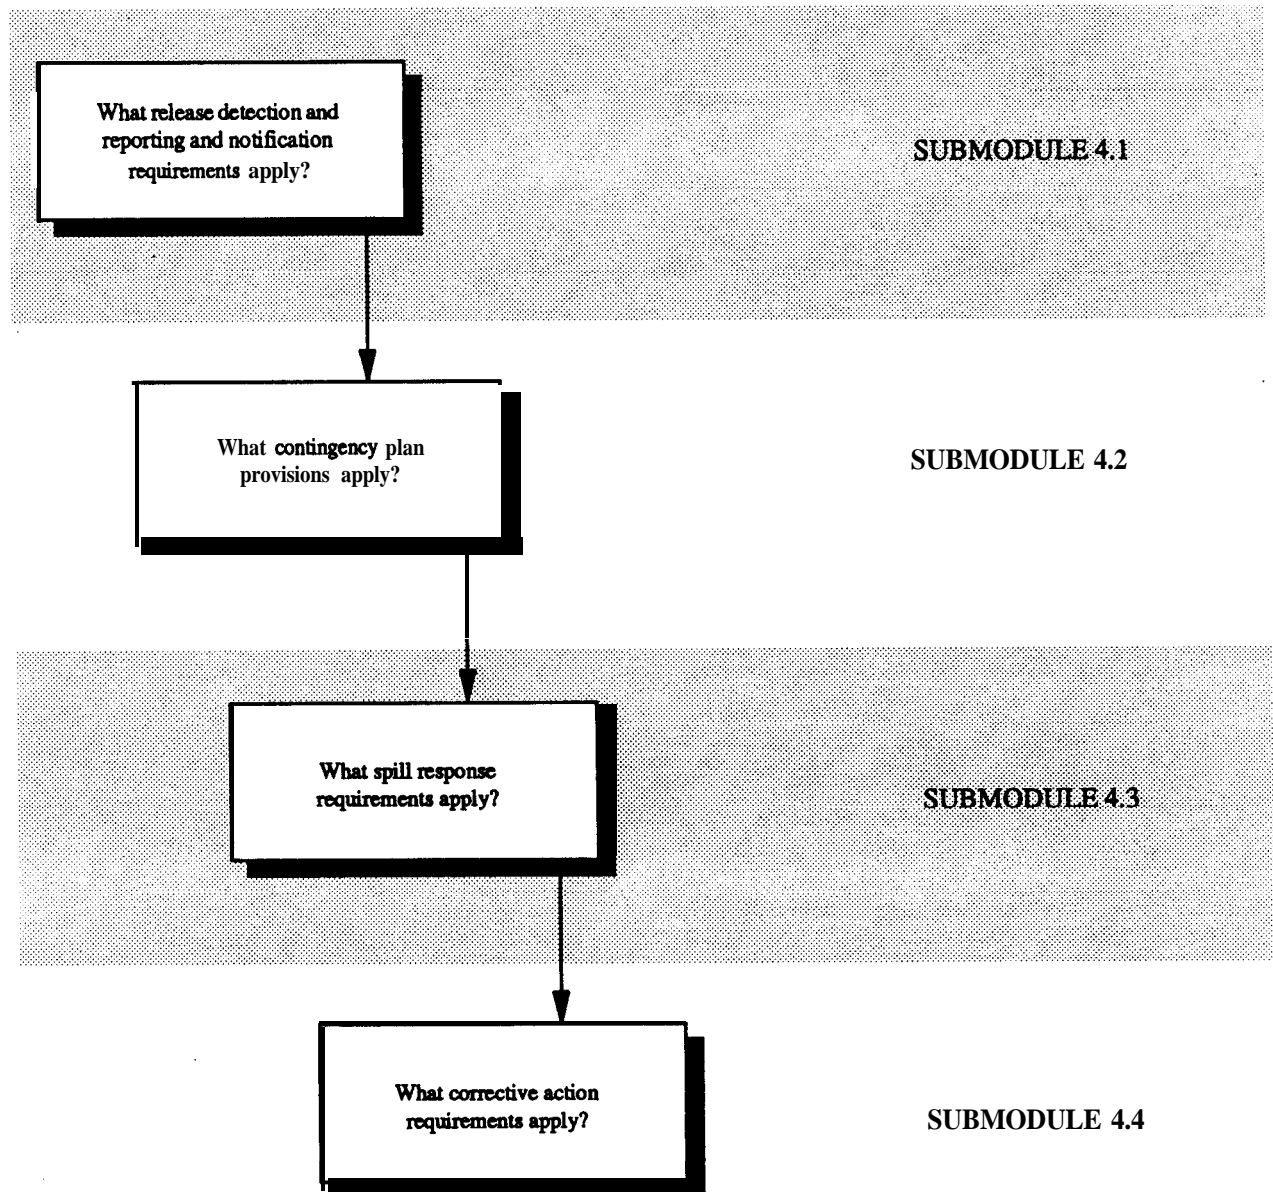 What release detection and
reporting and notification
requirements apply?
SUBMODULE 4.1
What contingency plan
provisions apply?
SUBMODULE 4.2
What spill response
requirements apply?
SUBMODULE 4.3
What corrective action
requirements apply?
SUBMODULE 4.4